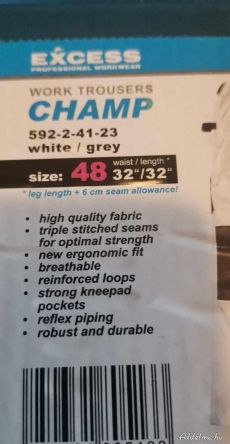 EXCESS
PROFESSIONAL WORKWEAR
WORK TROUSERS
CHAMP
592-2-41-23
white / grey
size: 48 waist / length * 32"/32"
* leg length + 6 cm seam allowance!
• high quality fabric
• triple stitched seams
for optimal strength
• new ergonomic fit
• breathable
• reinforced loops
• strong kneepad
pockets
• reflex piping
• robust and durable
Addelme.hu